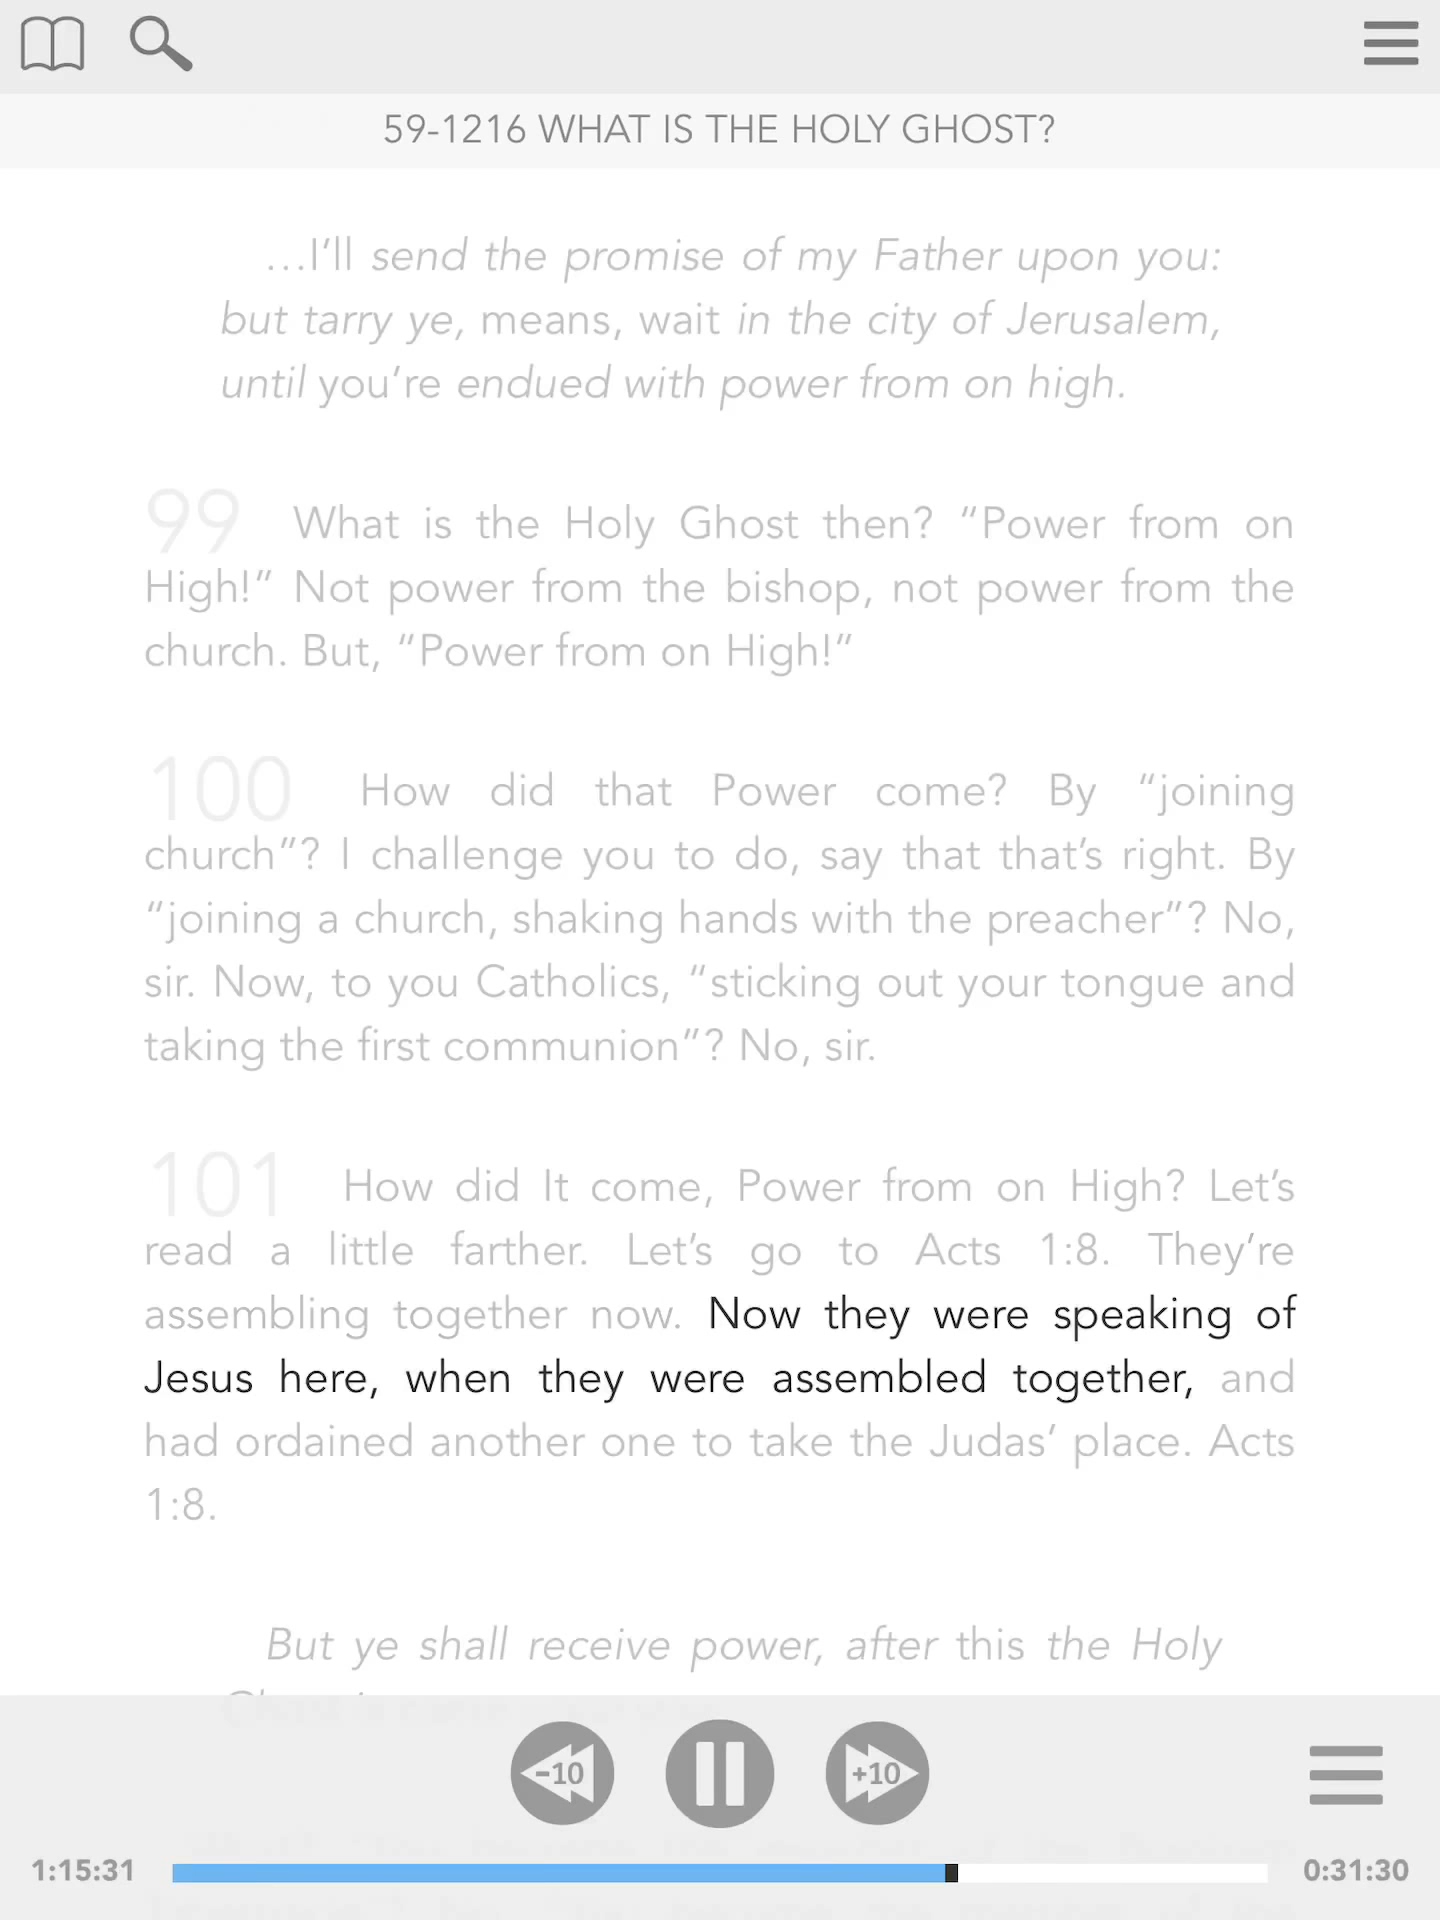 59-1216 WHAT IS THE HOLY GHOST?
…I’ll send the promise of my Father upon you:
but tarry ye, means, wait in the city of Jerusalem,
until you’re endued with power from on high.
99 What is the Holy Ghost then? “Power from on
High!” Not power from the bishop, not power from the
church. But, “Power from on High!”
100 How did that Power come? By “joining
church”? I challenge you to do, say that that’s right. By
“joining a church, shaking hands with the preacher”? No,
sir. Now, to you Catholics, “sticking out your tongue and
taking the first communion”? No, sir.
101 How did It come, Power from on High? Let’s
read a little farther. Let’s go to Acts 1:8. They’re
assembling together now. Now they were speaking of
Jesus here, when they were assembled together, and
had ordained another one to take the Judas’ place. Acts
1:8.
But ye shall receive power, after this the Holy
-10 +10
1:15:31 0:31:30